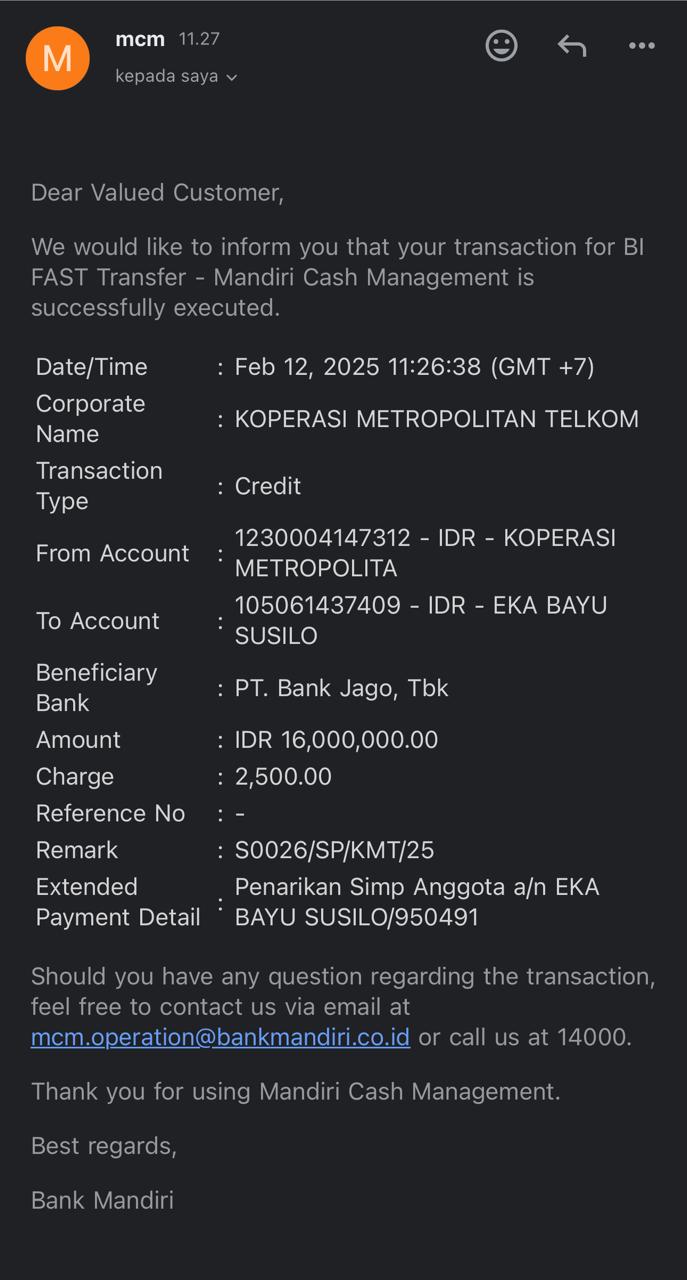 M
mcm 11.27
kepada saya
Dear Valued Customer,
We would like to inform you that your transaction for BI
FAST Transfer - Mandiri Cash Management is
successfully executed.
Date/Time : Feb 12, 2025 11:26:38 (GMT +7)
Corporate
Name : KOPERASI METROPOLITAN TELKOM
Transaction
Type : Credit
From Account : 1230004147312 - IDR - KOPERASI
METROPOLITA
To Account : 105061437409 - IDR - EKA BAYU
SUSILO
Beneficiary
Bank : PT. Bank Jago, Tbk
Amount : IDR 16,000,000.00
Charge : 2,500.00
Reference No : -
Remark : S0026/SP/KMT/25
Extended
Payment Detail : Penarikan Simp Anggota a/n EKA
BAYU SUSILO/950491
Should you have any question regarding the transaction,
feel free to contact us via email at
mcm.operation@bankmandiri.co.id or call us at 14000.
Thank you for using Mandiri Cash Management.
Best regards,
Bank Mandiri